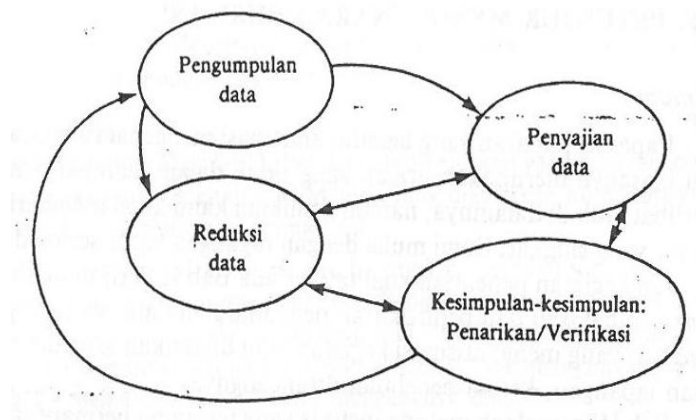 Pengumpulan
data
Penyajian
data
Reduksi
data
Kesimpulan-kesimpulan:
Penarikan/Verifikasi